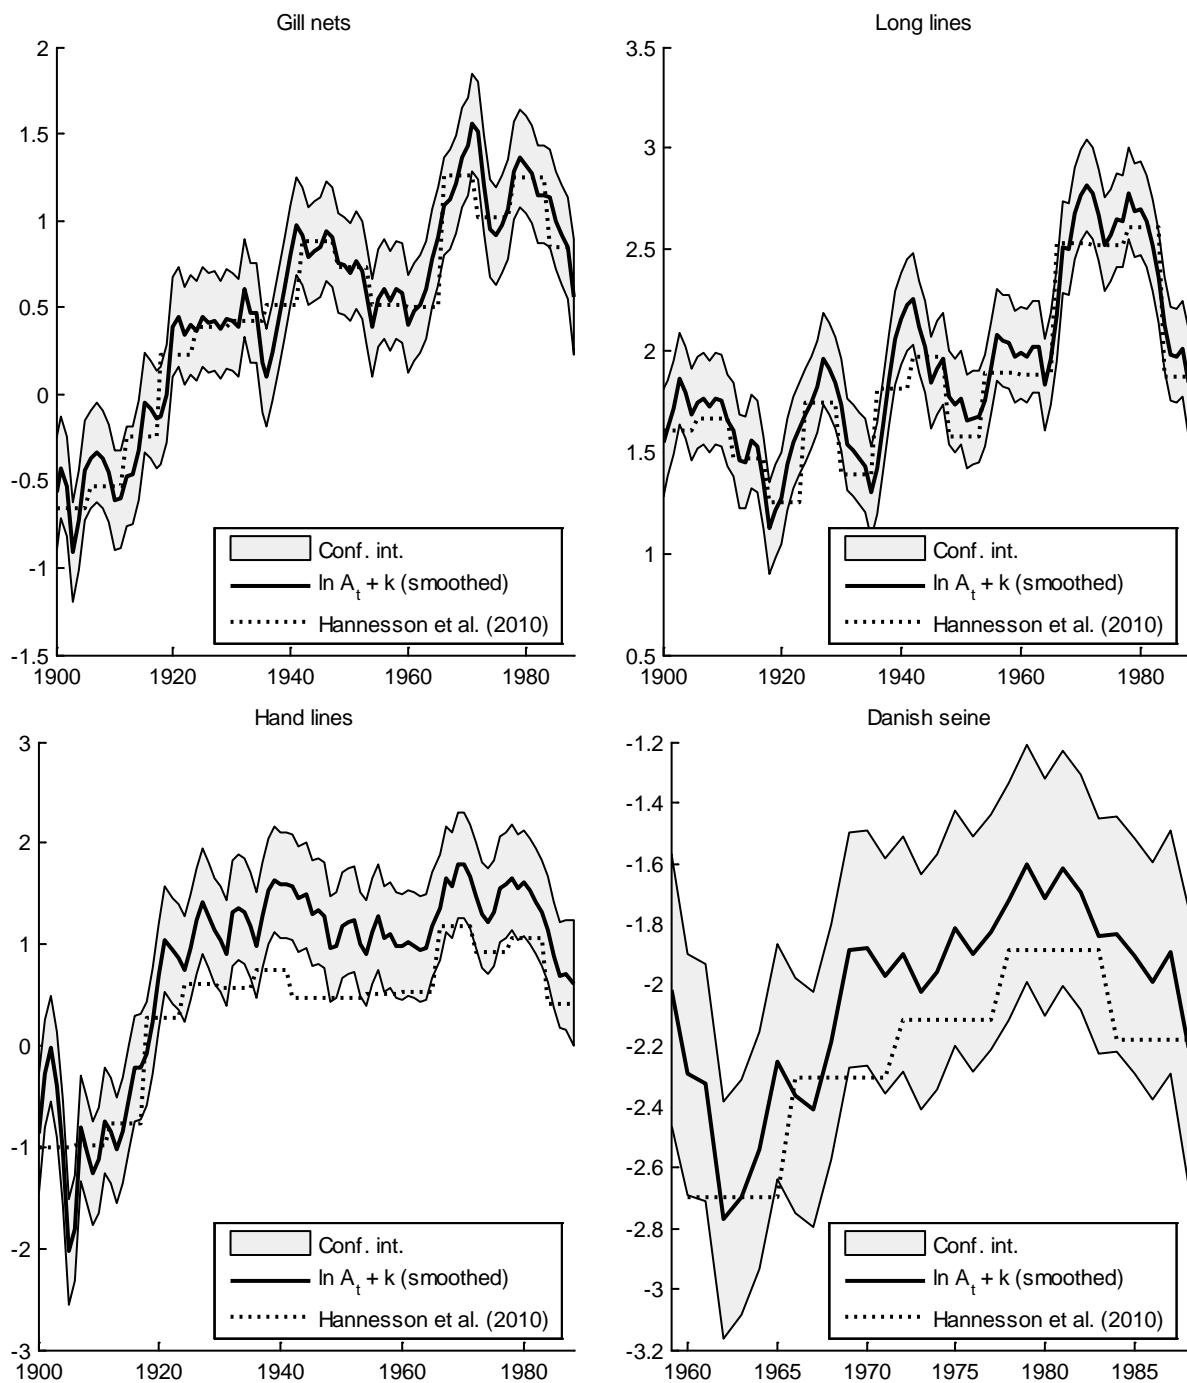 Gill nets
2
1.5
1
0.5
0
-0.5
-1
-1.5
1900 1920 1940 1960 1980
Conf. int.
ln A_t + k (smoothed)
Hannesson et al. (2010)
Long lines
3.5
3
2.5
2
1.5
1
0.5
1900 1920 1940 1960 1980
Conf. int.
ln A_t + k (smoothed)
Hannesson et al. (2010)
Hand lines
3
2
1
0
-1
-2
-3
1900 1920 1940 1960 1980
Conf. int.
ln A_t + k (smoothed)
Hannesson et al. (2010)
Danish seine
-1.2
-1.4
-1.6
-1.8
-2
-2.2
-2.4
-2.6
-2.8
-3
-3.2
1960 1965 1970 1975 1980 1985
Conf. int.
ln A_t + k (smoothed)
Hannesson et al. (2010)